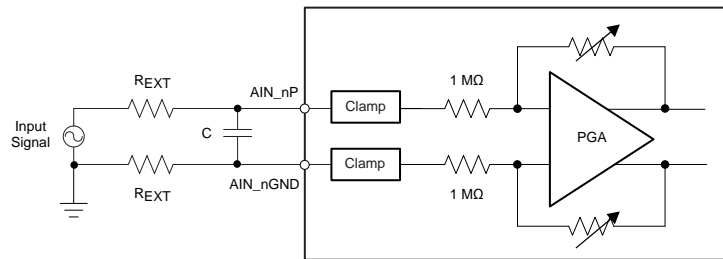 REXT
AIN_nP
Clamp
1 MΩ
Input
Signal
C
PGA
REXT
AIN_nGND
Clamp
1 MΩ